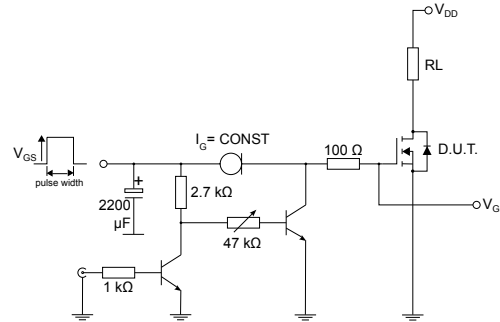 V_DD
RL
I_G = CONST
100 Ω
D.U.T.
V_GS
pulse width
2.7 kΩ
2200
μF
47 kΩ
V_G
1 kΩ